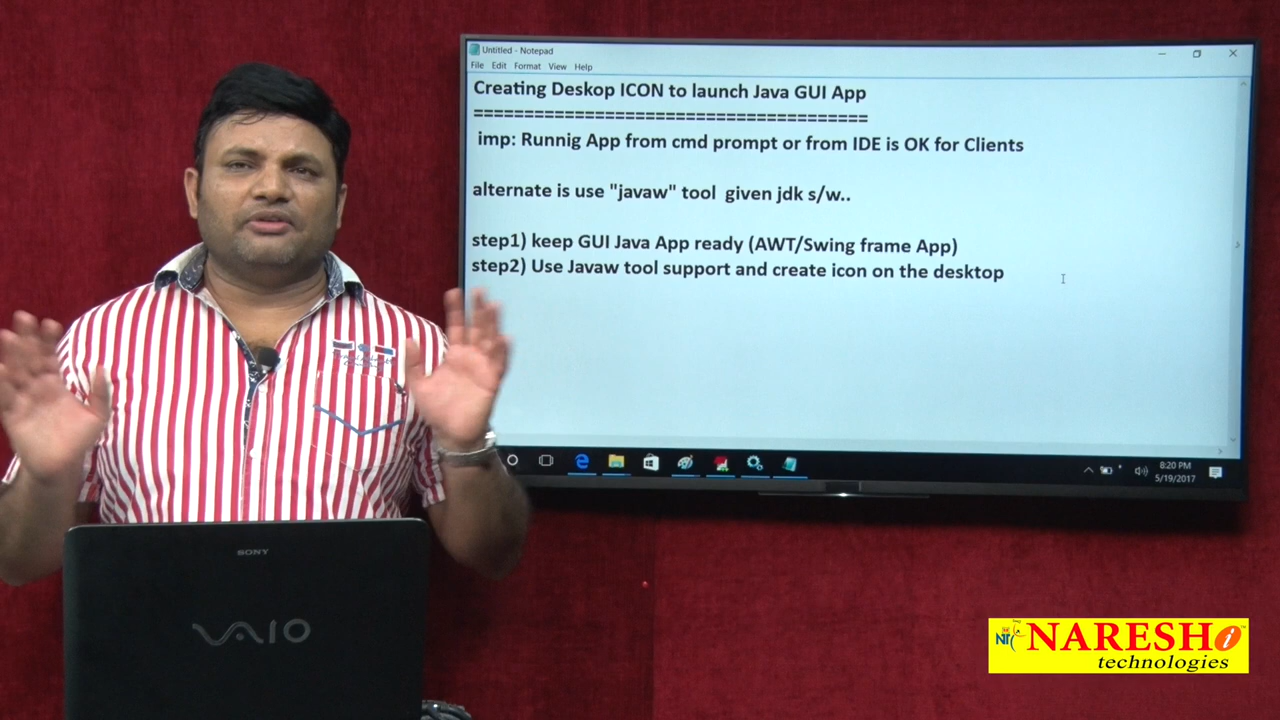 Untitled - Notepad
File Edit Format View Help
Creating Deskop ICON to launch Java GUI App
=====================================
imp: Runnig App from cmd prompt or from IDE is OK for Clients
alternate is use "javaw" tool given jdk s/w..
step1) keep GUI Java App ready (AWT/Swing frame App)
step2) Use Javaw tool support and create icon on the desktop
8:20 PM
5/19/2017
SONY
VAIO
NARESH i
technologies